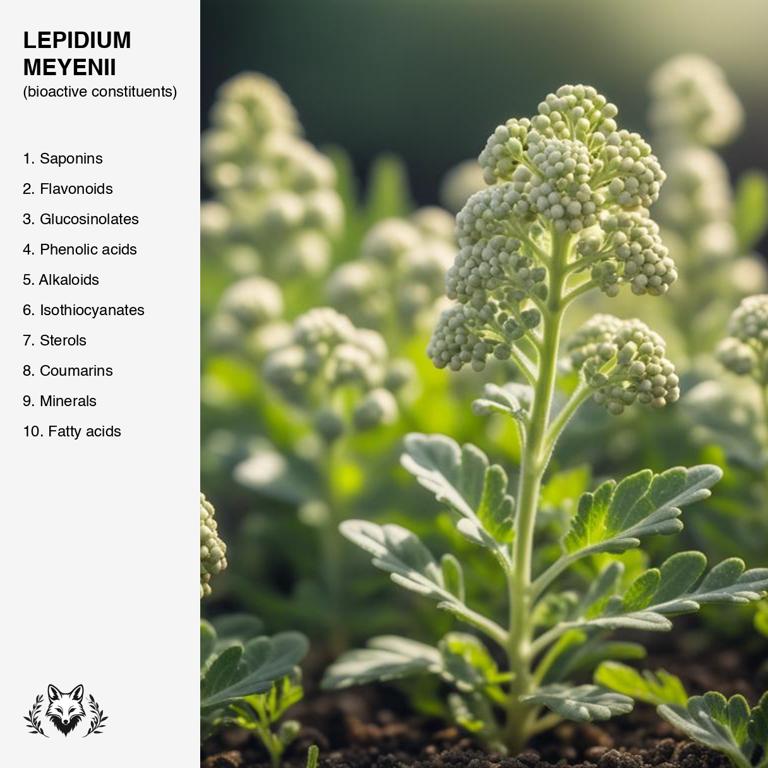 LEPIDIUM
MEYENII
(bioactive constituents)
1. Saponins
2. Flavonoids
3. Glucosinolates
4. Phenolic acids
5. Alkaloids
6. Isothiocyanates
7. Sterols
8. Coumarins
9. Minerals
10. Fatty acids